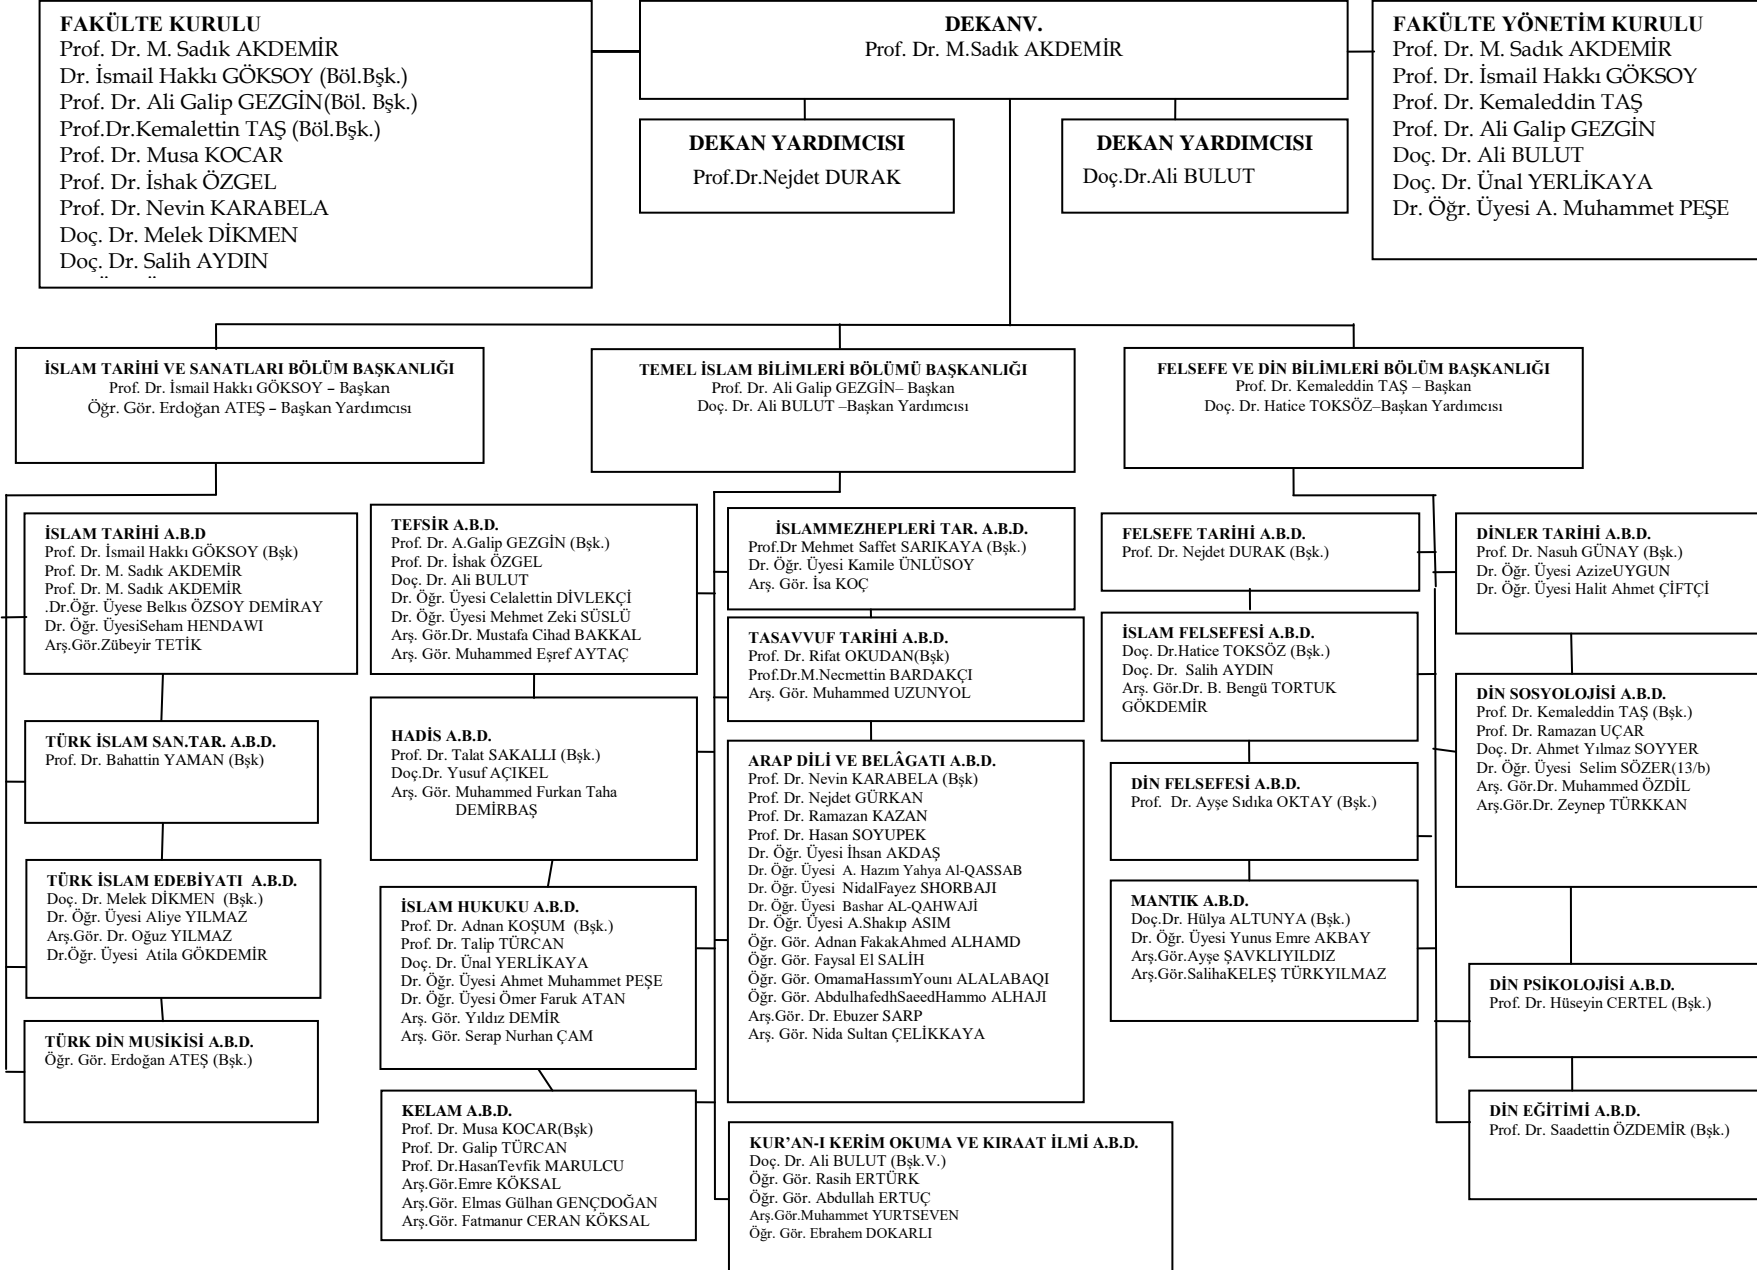 FAKÜLTE KURULU
Prof. Dr. M. Sadık AKDEMİR
Dr. İsmail Hakkı GÖKSOY (Böl.Bşk.)
Prof. Dr. Ali Galip GEZGİN(Böl. Bşk.)
Prof.Dr.Kemalettin TAŞ (Böl.Bşk.)
Prof. Dr. Musa KOCAR
Prof. Dr. İshak ÖZGEL
Prof. Dr. Nevin KARABELA
Doç. Dr. Melek DİKMEN
Doç. Dr. Salih AYDIN
DEKANV.
Prof. Dr. M.Sadık AKDEMİR
FAKÜLTE YÖNETİM KURULU
Prof. Dr. M. Sadık AKDEMİR
Prof. Dr. İsmail Hakkı GÖKSOY
Prof. Dr. Kemaleddin TAŞ
Prof. Dr. Ali Galip GEZGİN
Doç. Dr. Ali BULUT
Doç. Dr. Ünal YERLİKAYA
Dr. Öğr. Üyesi A. Muhammet PEŞE
DEKAN YARDIMCISI
Prof.Dr.Nejdet DURAK
DEKAN YARDIMCISI
Doç.Dr.Ali BULUT
İSLAM TARİHİ VE SANATLARI BÖLÜM BAŞKANLIĞI
Prof. Dr. İsmail Hakkı GÖKSOY – Başkan
Öğr. Gör. Erdoğan ATEŞ – Başkan Yardımcısı
TEMEL İSLAM BİLİMLERİ BÖLÜMÜ BAŞKANLIĞI
Prof. Dr. Ali Galip GEZGİN– Başkan
Doç. Dr. Ali BULUT –Başkan Yardımcısı
FELSEFE VE DİN BİLİMLERİ BÖLÜM BAŞKANLIĞI
Prof. Dr. Kemaleddin TAŞ – Başkan
Doç. Dr. Hatice TOKSÖZ–Başkan Yardımcısı
İSLAM TARİHİ A.B.D
Prof. Dr. İsmail Hakkı GÖKSOY (Bşk)
Prof. Dr. M. Sadık AKDEMİR
Prof. Dr. M. Sadık AKDEMİR
.Dr.Öğr. Üyese Belkıs ÖZSOY DEMİRAY
Dr. Öğr. ÜyesiSeham HENDAWI
Arş.Gör.Zübeyir TETİK
TÜRK İSLAM SAN.TAR. A.B.D.
Prof. Dr. Bahattin YAMAN (Bşk)
TÜRK İSLAM EDEBİYATI  A.B.D.
Doç. Dr. Melek DİKMEN  (Bşk.)
Dr. Öğr. Üyesi Aliye YILMAZ
Arş.Gör. Dr. Oğuz YILMAZ
Dr.Öğr. Üyesi  Atila GÖKDEMİR
TÜRK DİN MUSIKİSİ A.B.D.
Öğr. Gör. Erdoğan ATEŞ (Bşk.)
TEFSİR A.B.D.
Prof. Dr. A.Galip GEZGİN (Bşk.)
Prof. Dr. İshak ÖZGEL
Doç. Dr. Ali BULUT
Dr. Öğr. Üyesi Celalettin DİVLEKÇİ
Dr. Öğr. Üyesi Mehmet Zeki SÜSLÜ
Arş. Gör.Dr. Mustafa Cihad BAKKAL
Arş. Gör. Muhammed Eşref AYTAÇ
HADİS A.B.D.
Prof. Dr. Talat SAKALLI (Bşk.)
Doç.Dr. Yusuf AÇIKEL
Arş. Gör. Muhammed Furkan Taha
DEMİRBAŞ
İSLAM HUKUKU A.B.D.
Prof. Dr. Adnan KOŞUM  (Bşk.)
Prof. Dr. Talip TÜRCAN
Doç. Dr. Ünal YERLİKAYA
Dr. Öğr. Üyesi Ahmet Muhammet PEŞE
Dr. Öğr. Üyesi Ömer Faruk ATAN
Arş. Gör. Yıldız DEMİR
Arş. Gör. Serap Nurhan ÇAM
KELAM A.B.D.
Prof. Dr. Musa KOCAR(Bşk)
Prof. Dr. Galip TÜRCAN
Prof. Dr.HasanTevfik MARULCU
Arş.Gör.Emre KÖKSAL
Arş.Gör. Elmas Gülhan GENÇDOĞAN
Arş.Gör. Fatmanur CERAN KÖKSAL
İSLAMMEZHEPLERİ TAR. A.B.D.
Prof.Dr Mehmet Saffet SARIKAYA (Bşk.)
Dr. Öğr. Üyesi Kamile ÜNLÜSOY
Arş. Gör. İsa KOÇ
TASAVVUF TARİHİ A.B.D.
Prof. Dr. Rifat OKUDAN(Bşk)
Prof.Dr.M.Necmettin BARDAKÇI
Arş. Gör. Muhammed UZUNYOL
ARAP DİLİ VE BELÂGATI A.B.D.
Prof. Dr. Nevin KARABELA (Bşk)
Prof. Dr. Nejdet GÜRKAN
Prof. Dr. Ramazan KAZAN
Prof. Dr. Hasan SOYUPEK
Dr. Öğr. Üyesi İhsan AKDAŞ
Dr. Öğr. Üyesi  A. Hazım Yahya Al-QASSAB
Dr. Öğr. Üyesi  NidalFayez SHORBAJI
Dr. Öğr. Üyesi  Bashar AL-QAHWAJİ
Dr. Öğr. Üyesi A.Shakıp ASIM
Öğr. Gör. Adnan FakakAhmed ALHAMD
Öğr. Gör. Faysal El SALİH
Öğr. Gör. OmamaHassımYounı ALALABAQI
Öğr. Gör. AbdulhafedhSaeedHammo ALHAJI
Arş.Gör. Dr. Ebuzer SARP
Arş. Gör. Nida Sultan ÇELİKKAYA
KUR’AN-I KERİM OKUMA VE KIRAAT İLMİ A.B.D.
Doç. Dr. Ali BULUT (Bşk.V.)
Öğr. Gör. Rasih ERTÜRK
Öğr. Gör. Abdullah ERTUÇ
Arş.Gör.Muhammet YURTSEVEN
Öğr. Gör. Ebrahem DOKARLI
FELSEFE TARİHİ A.B.D.
Prof. Dr. Nejdet DURAK (Bşk.)
İSLAM FELSEFESİ A.B.D.
Doç. Dr.Hatice TOKSÖZ (Bşk.)
Doç. Dr.  Salih AYDIN
Arş. Gör.Dr. B. Bengü TORTUK
GÖKDEMİR
DİN FELSEFESİ A.B.D.
Prof.  Dr. Ayşe Sıdıka OKTAY (Bşk.)
MANTIK A.B.D.
Doç.Dr. Hülya ALTUNYA (Bşk.)
Dr. Öğr. Üyesi Yunus Emre AKBAY
Arş.Gör.Ayşe ŞAVKLIYILDIZ
Arş.Gör.SalihaKELEŞ TÜRKYILMAZ
DİNLER TARİHİ A.B.D.
Prof. Dr. Nasuh GÜNAY (Bşk.)
Dr. Öğr. Üyesi AzizeUYGUN
Dr. Öğr. Üyesi Halit Ahmet ÇİFTÇİ
DİN SOSYOLOJİSİ A.B.D.
Prof. Dr. Kemaleddin TAŞ (Bşk.)
Prof. Dr. Ramazan UÇAR
Doç. Dr. Ahmet Yılmaz SOYYER
Dr. Öğr. Üyesi  Selim SÖZER(13/b)
Arş. Gör.Dr. Muhammed ÖZDİL
Arş.Gör.Dr. Zeynep TÜRKKAN
DİN PSİKOLOJİSİ A.B.D.
Prof. Dr. Hüseyin CERTEL (Bşk.)
DİN EĞİTİMİ A.B.D.
Prof. Dr. Saadettin ÖZDEMİR (Bşk.)